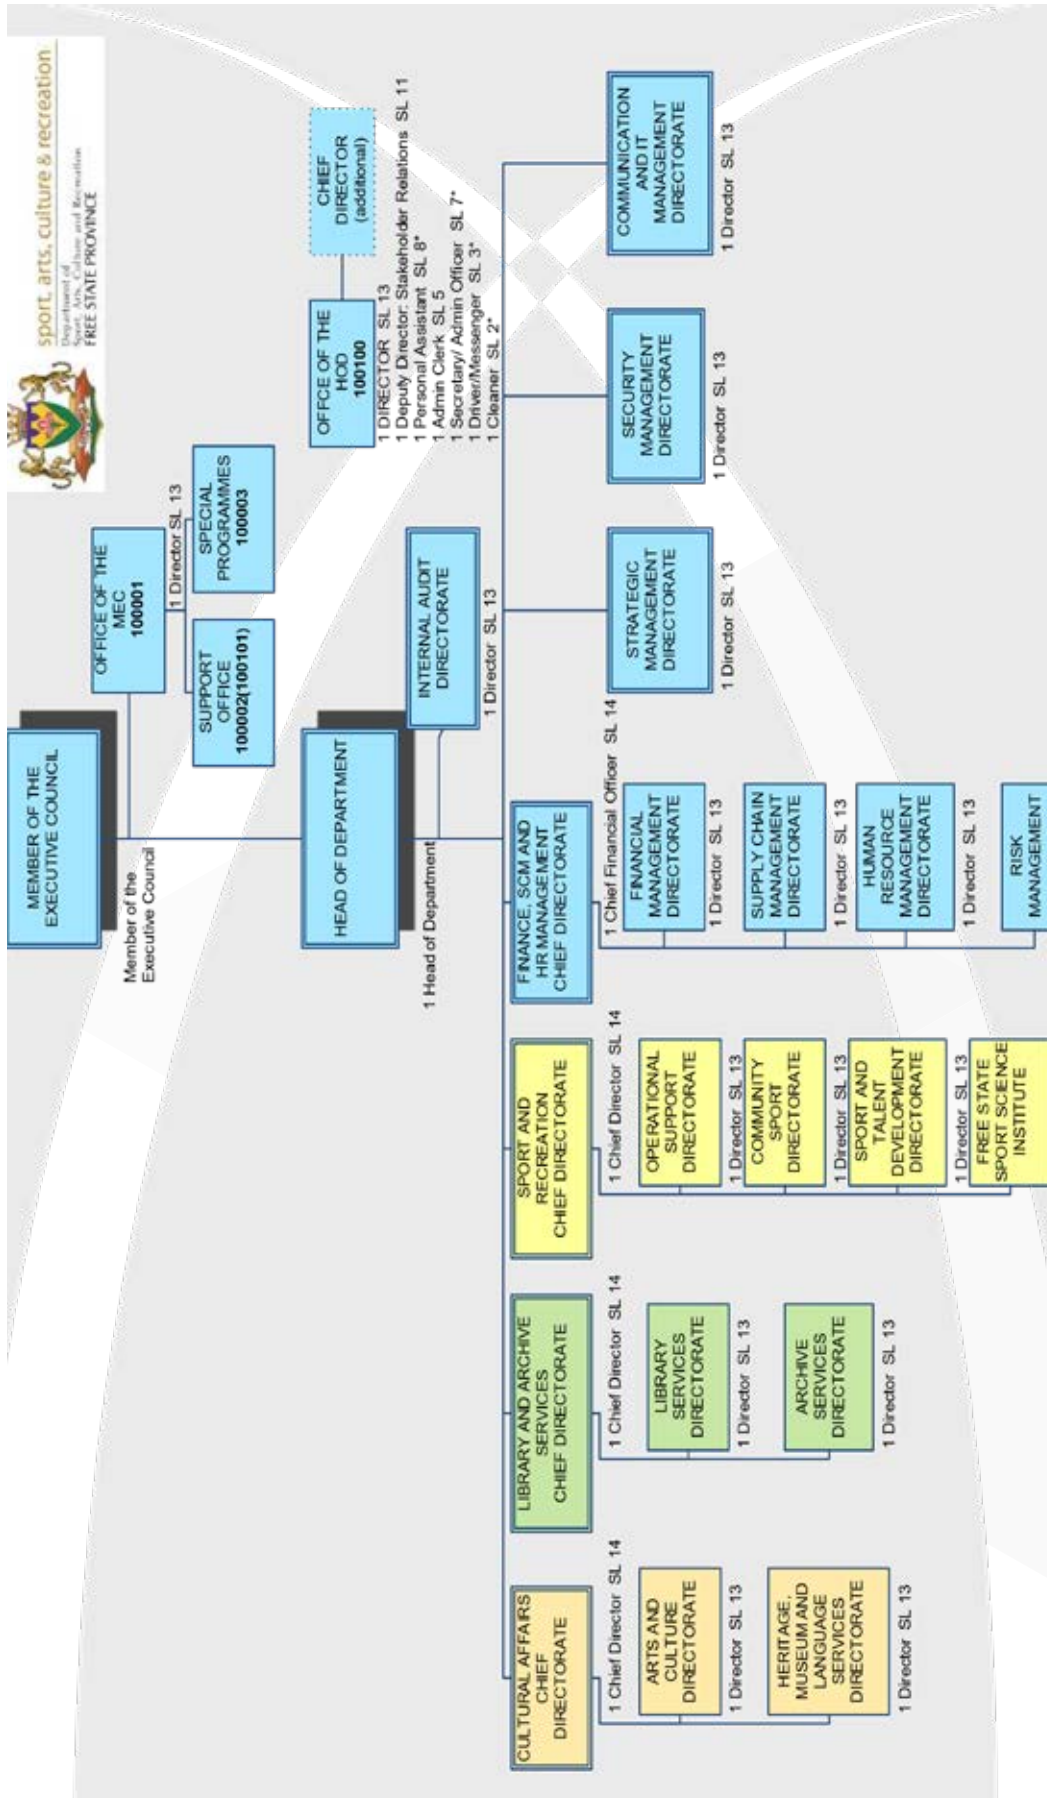 sport, arts, culture & recreation
Department of
Sport, Arts, Culture and Recreation
FREE STATE PROVINCE
MEMBER OF THE
EXECUTIVE COUNCIL
Member of the
Executive Council
OFFICE OF THE
MEC
100001
1 Director SL 13
SUPPORT
OFFICE
100002(100101)
SPECIAL
PROGRAMMES
100003
HEAD OF DEPARTMENT
1 Head of Department
INTERNAL AUDIT
DIRECTORATE
1 Director SL 13
OFFCE OF THE
HOD
100100
CHIEF
DIRECTOR
(additional)
1 DIRECTOR SL 13
1 Deputy Director: Stakeholder Relations SL 11
1 Personal Assistant SL 8*
1 Admin Clerk SL 5
1 Secretary/ Admin Officer SL 7*
1 Driver/Messenger SL 3*
1 Cleaner SL 2*
CULTURAL AFFAIRS
CHIEF
DIRECTORATE
1 Chief Director SL 14
ARTS AND
CULTURE
DIRECTORATE
1 Director SL 13
HERITAGE,
MUSEUM AND
LANGUAGE
SERVICES
DIRECTORATE
1 Director SL 13
LIBRARY AND ARCHIVE
SERVICES
CHIEF DIRECTORATE
1 Chief Director SL 14
LIBRARY
SERVICES
DIRECTORATE
1 Director SL 13
ARCHIVE
SERVICES
DIRECTORATE
1 Director SL 13
SPORT AND
RECREATION
CHIEF DIRECTORATE
1 Chief Director SL 14
OPERATIONAL
SUPPORT
DIRECTORATE
1 Director SL 13
COMMUNITY
SPORT
DIRECTORATE
1 Director SL 13
SPORT AND
TALENT
DEVELOPMENT
DIRECTORATE
1 Director SL 13
FREE STATE
SPORT SCIENCE
INSTITUTE
FINANCE, SCM AND
HR MANAGEMENT
CHIEF DIRECTORATE
1 Chief Financial Officer SL 14
FINANCIAL
MANAGEMENT
DIRECTORATE
1 Director SL 13
SUPPLY CHAIN
MANAGEMENT
DIRECTORATE
1 Director SL 13
HUMAN
RESOURCE
MANAGEMENT
DIRECTORATE
1 Director SL 13
RISK
MANAGEMENT
STRATEGIC
MANAGEMENT
DIRECTORATE
1 Director SL 13
SECURITY
MANAGEMENT
DIRECTORATE
1 Director SL 13
COMMUNICATION
AND IT
MANAGEMENT
DIRECTORATE
1 Director SL 13